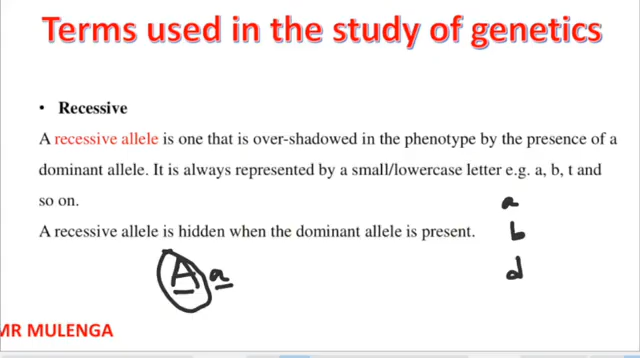 Terms used in the study of genetics
• Recessive
A recessive allele is one that is over-shadowed in the phenotype by the presence of a
dominant allele. It is always represented by a small/lowercase letter e.g. a, b, t and
so on.
a
A recessive allele is hidden when the dominant allele is present.
b
d
A a
MR MULENGA